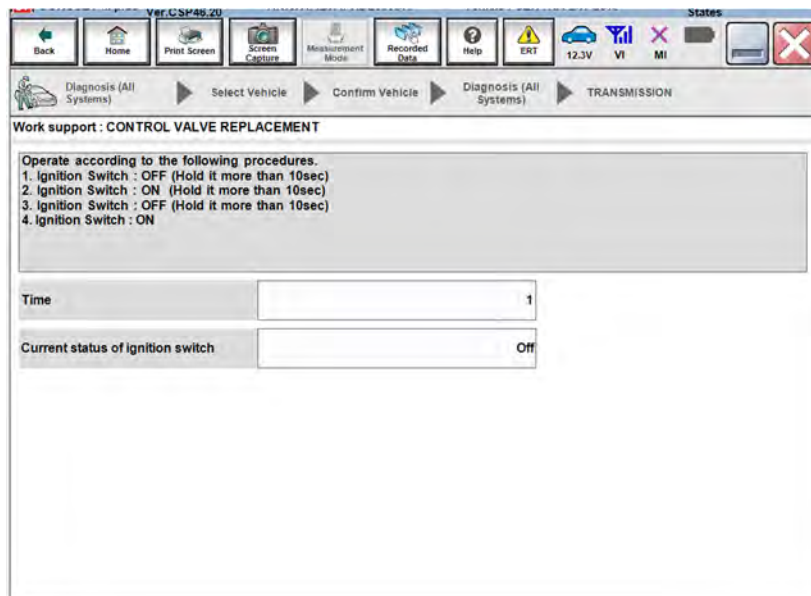 Ver.CSP46.20
States
Back
Home
Print Screen
Screen
Capture
Measurement
Mode
Recorded
Data
Help
ERT
12.3V
VI
MI
Diagnosis (All
Systems)
Select Vehicle
Confirm Vehicle
Diagnosis (All
Systems)
TRANSMISSION
Work support : CONTROL VALVE REPLACEMENT
Operate according to the following procedures.
1. Ignition Switch : OFF (Hold it more than 10sec)
2. Ignition Switch : ON (Hold it more than 10sec)
3. Ignition Switch : OFF (Hold it more than 10sec)
4. Ignition Switch : ON
Time
1
Current status of ignition switch
Off